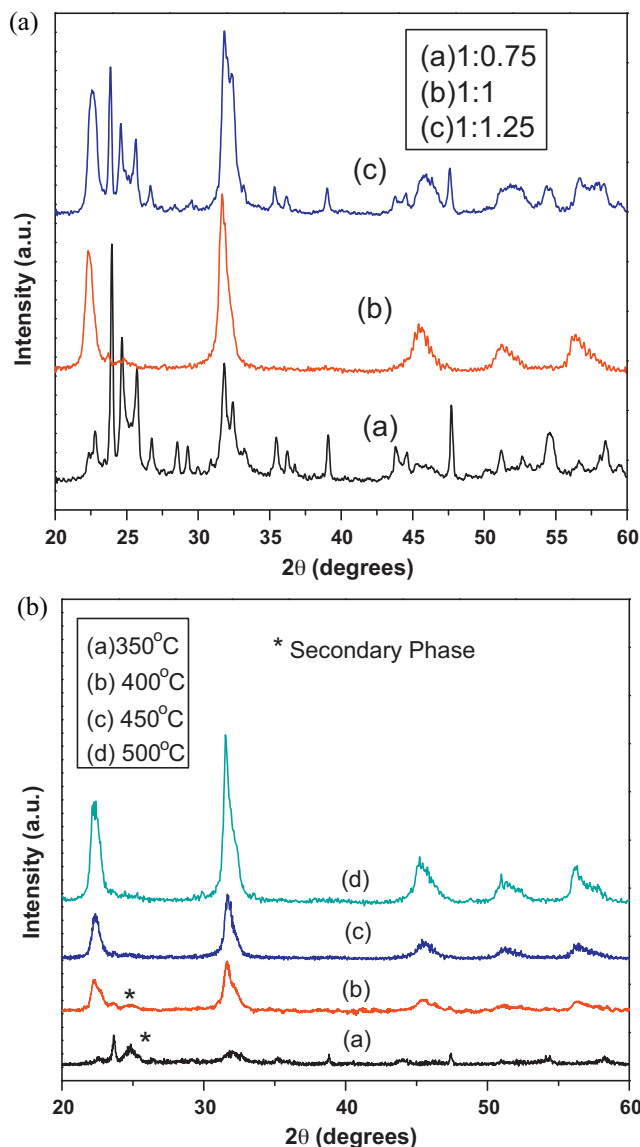 (a)
(a)1:0.75
(b)1:1
(c)1:1.25
(c)
(b)
(a)
Intensity (a.u.)
20 25 30 35 40 45 50 55 60
2θ (degrees)
(b)
(a)350°C
(b) 400°C
(c) 450°C
(d) 500°C
* Secondary Phase
(d)
(c)
(b)
*
(a)
*
Intensity (a.u.)
20 30 40 50 60
2θ (degrees)